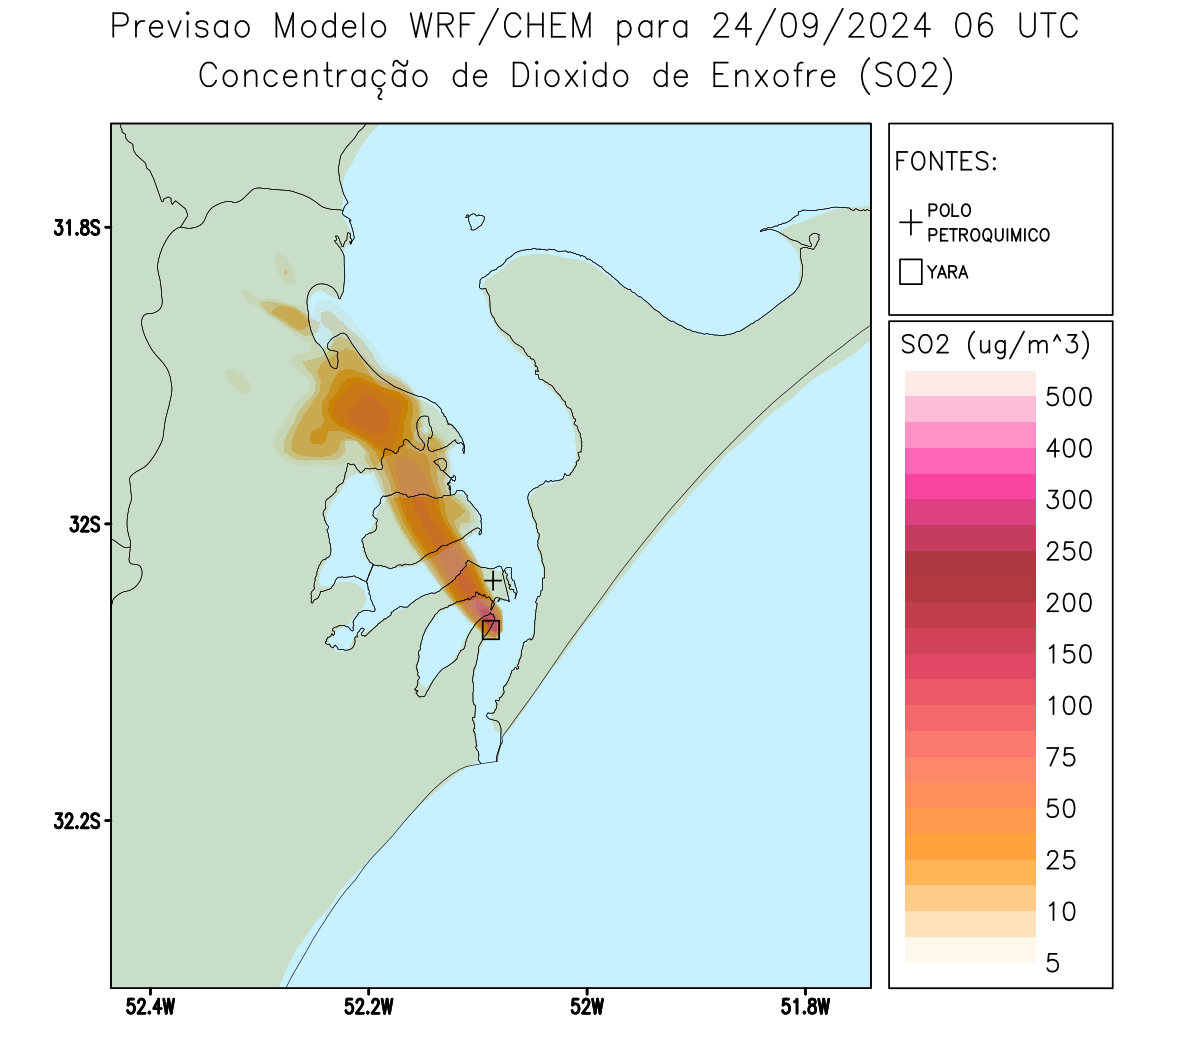 Previsao Modelo WRF/CHEM para 24/09/2024 06 UTC
Concentração de Dioxido de Enxofre (SO2)
FONTES:
POLO
PETROQUIMICO
YARA
31.8S
32S
32.2S
52.4W
52.2W
52W
51.8W
SO2 (ug/m^3)
500
400
300
250
200
150
100
75
50
25
10
5